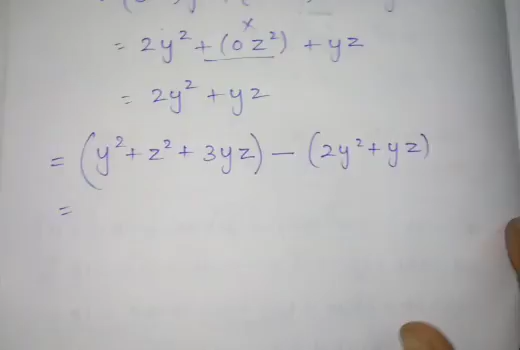 = 2y² + (0z²) + yz
= 2y² + yz
= (y² + z² + 3yz) - (2y² + yz)
=